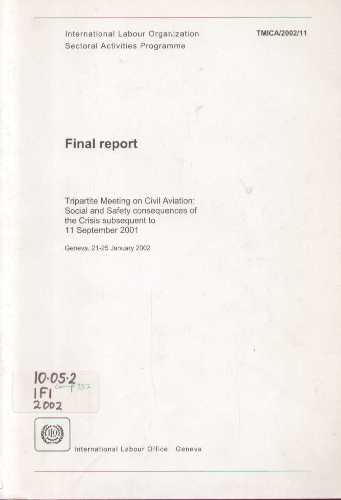 International Labour Organization
TMICA/2002/11
Sectoral Activities Programme
Final report
Tripartite Meeting on Civil Aviation:
Social and Safety consequences of
the Crisis subsequent to
11 September 2001
Geneva, 21-25 January 2002
10.05.2
IFI
2002
International Labour Office Geneva